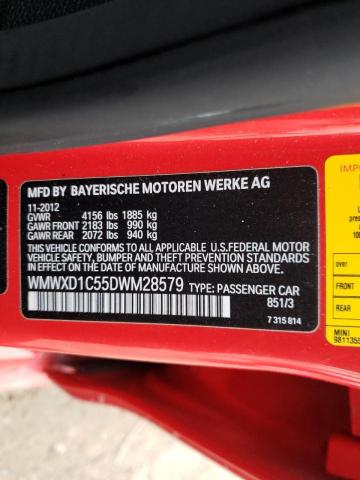 MFD BY BAYERISCHE MOTOREN WERKE AG
11-2012
GVWR 4156 lbs 1885 kg
GAWR FRONT 2183 lbs 990 kg
GAWR REAR 2072 lbs 940 kg
THIS VEHICLE CONFORMS TO ALL APPLICABLE U.S.FEDERAL MOTOR
VEHICLE SAFETY, BUMPER AND THEFT PREVENTION STANDARDS
IN EFFECT ON THE DATE OF MANUFACTURE SHOWN ABOVE.
WMWXD1C55DWM28579 TYPE: PASSENGER CAR
851/3
7 315 814
FRONT
REAR
MINI